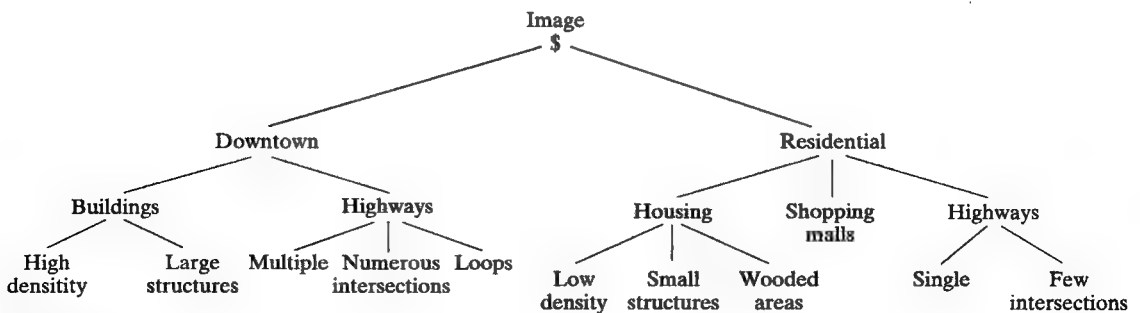 Image
$
Downtown
Residential
Buildings
Highways
Housing
Shopping
malls
Highways
High
densitity
Large
structures
Multiple
Numerous
intersections
Loops
Low
density
Small
structures
Wooded
areas
Single
Few
intersections